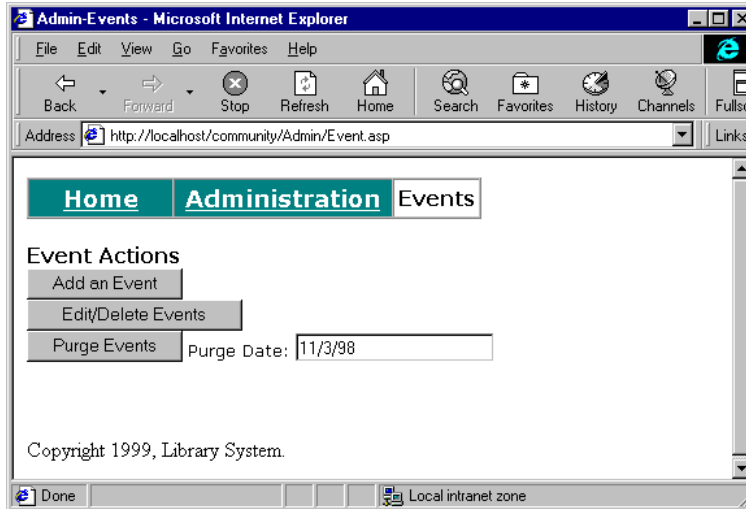 Admin-Events - Microsoft Internet Explorer
File Edit View Go Favorites Help
Back Forward Stop Refresh Home Search Favorites History Channels
Address http://localhost/community/Admin/Event.asp Links
Home Administration Events
Event Actions
Add an Event
Edit/Delete Events
Purge Events Purge Date: 11/3/98
Copyright 1999, Library System.
Done Local intranet zone